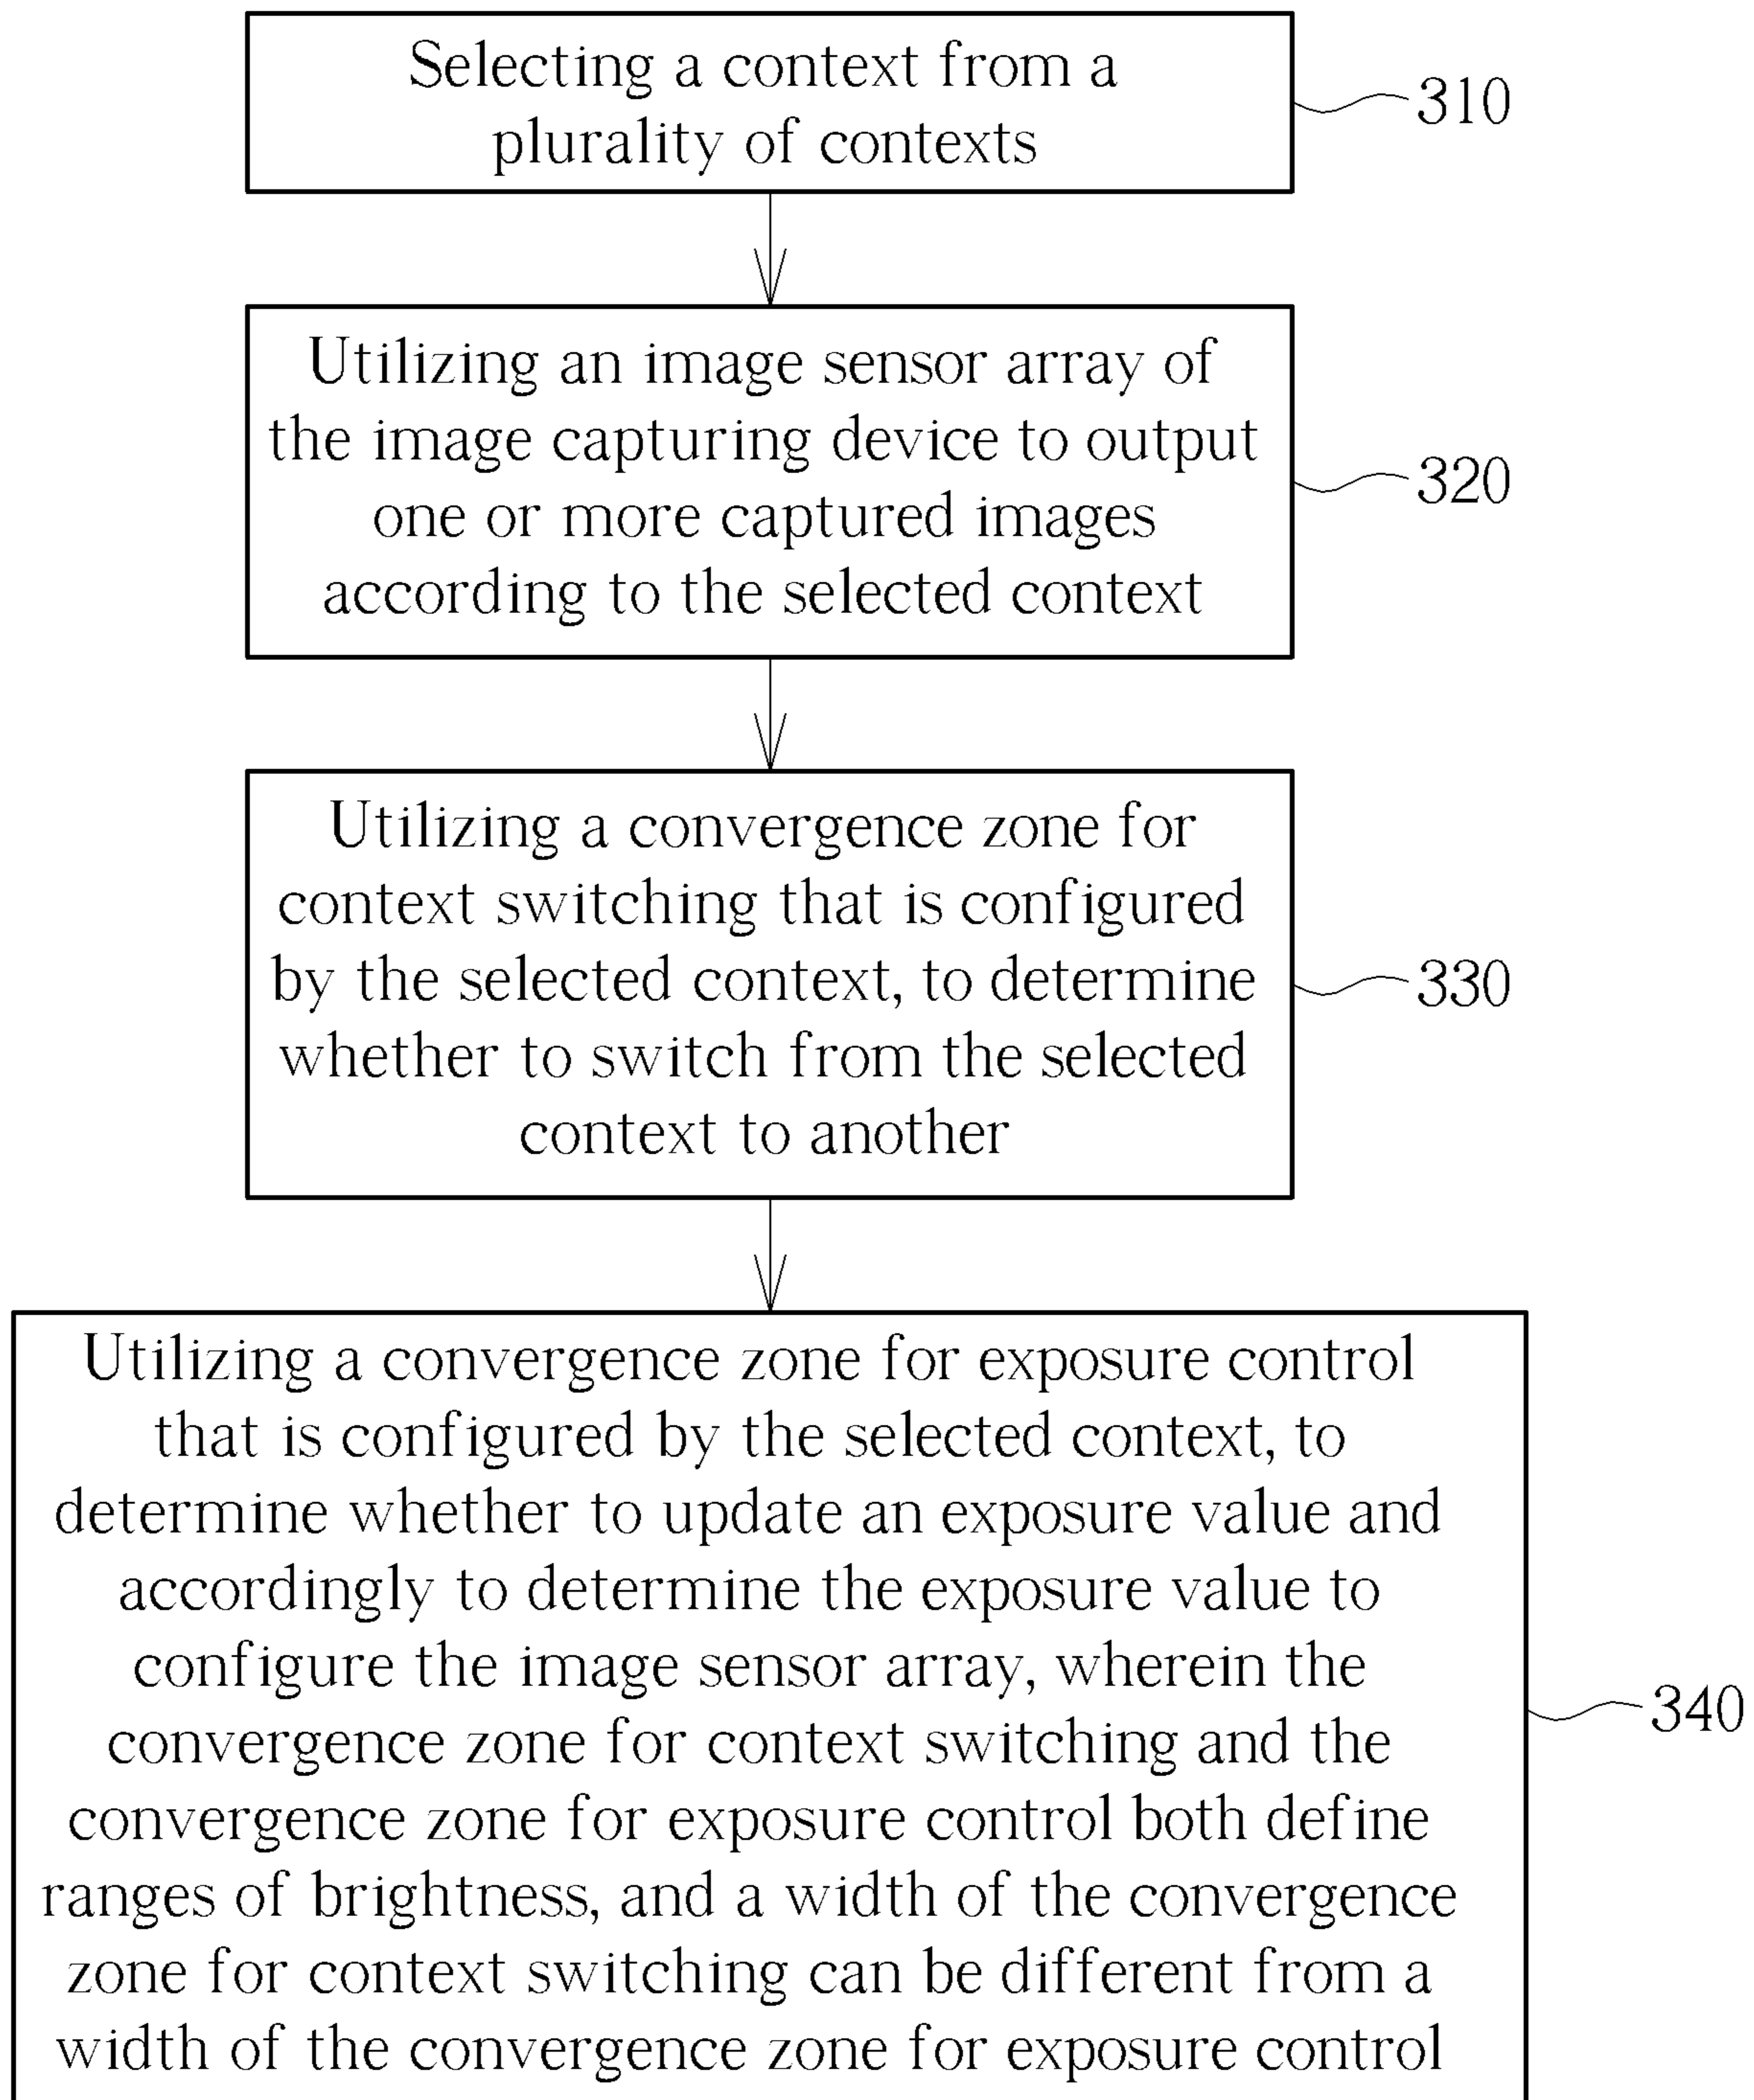 Selecting a context from a
plurality of contexts
310
Utilizing an image sensor array of
the image capturing device to output
one or more captured images
according to the selected context
320
Utilizing a convergence zone for
context switching that is configured
by the selected context, to determine
whether to switch from the selected
context to another
330
Utilizing a convergence zone for exposure control
that is configured by the selected context, to
determine whether to update an exposure value and
accordingly to determine the exposure value to
configure the image sensor array, wherein the
convergence zone for context switching and the
convergence zone for exposure control both define
ranges of brightness, and a width of the convergence
zone for context switching can be different from a
width of the convergence zone for exposure control
340